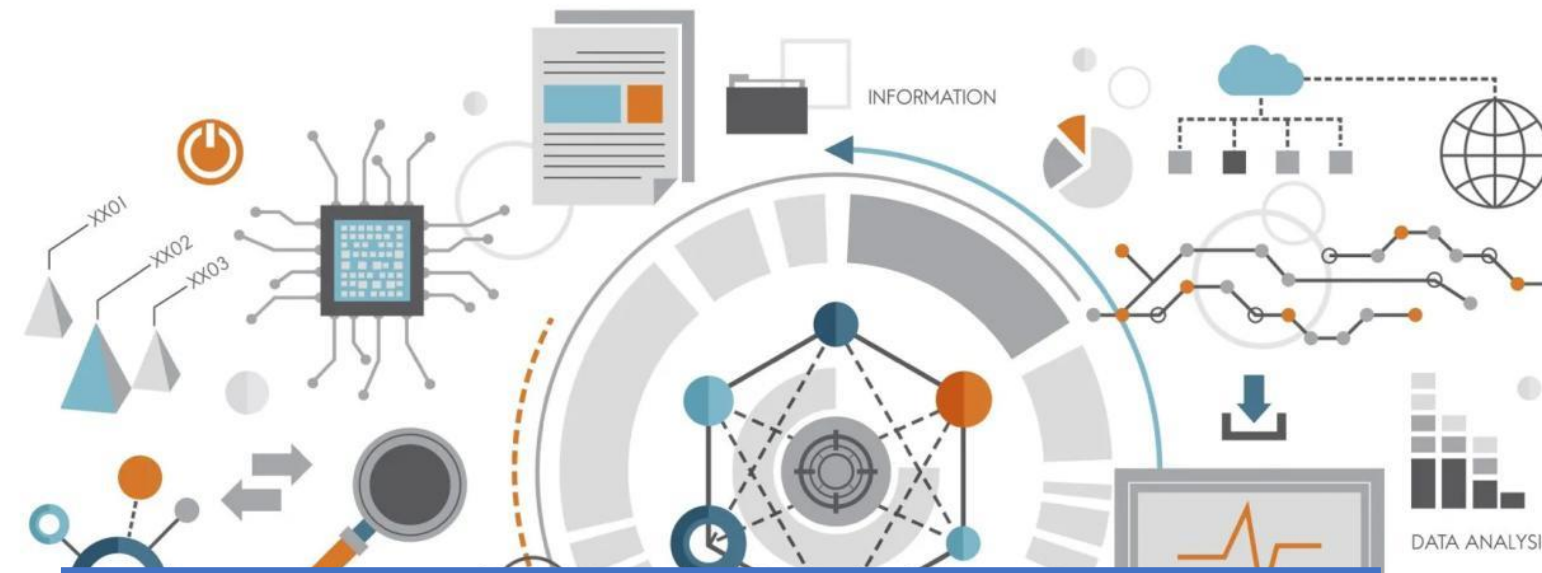 INFORMATION
XX01
XX02
XX03
DATA ANALYSI